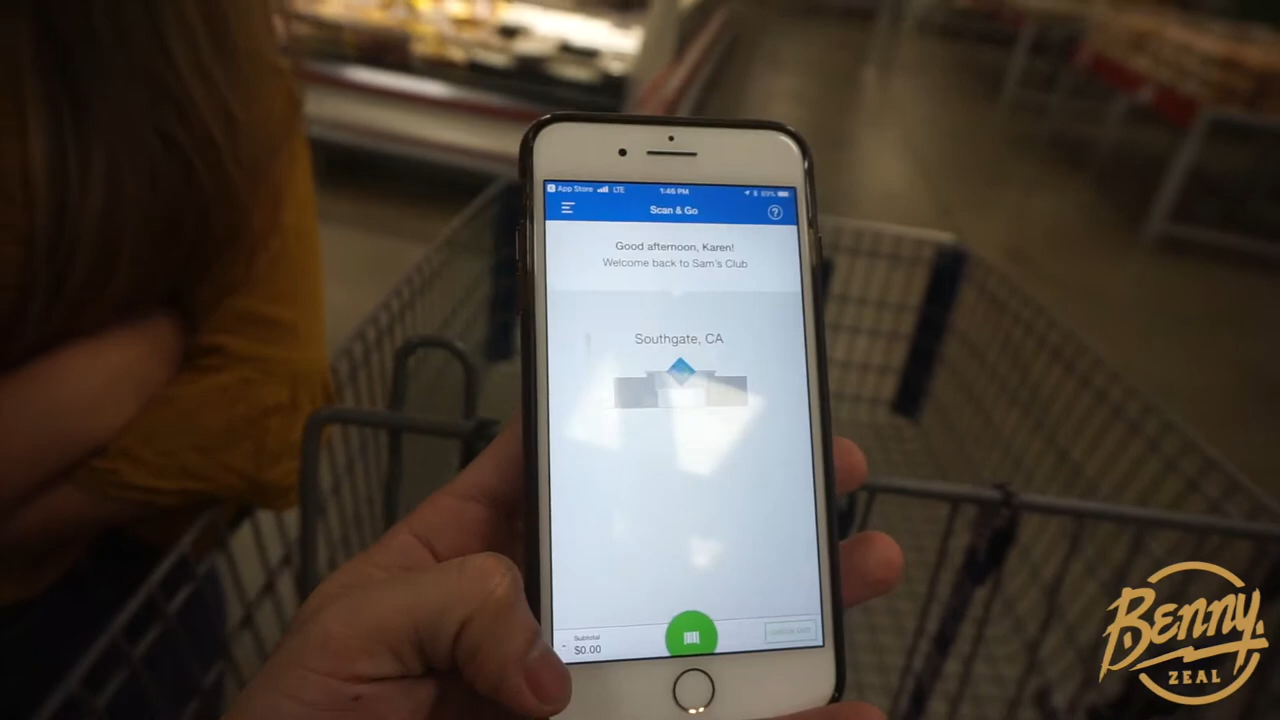 App Store LTE 1:46 PM 69%
Scan & Go ?
Good afternoon, Karen!
Welcome back to Sam's Club
Southgate, CA
Subtotal
$0.00
Benny
ZEAL